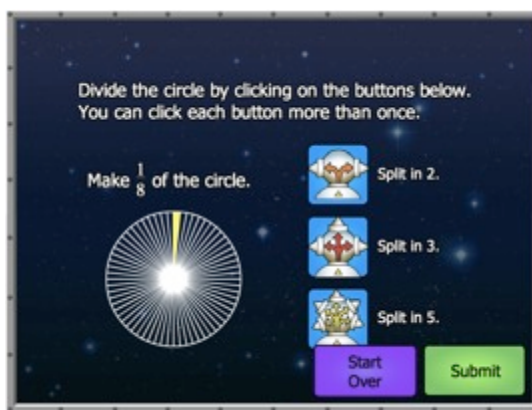 Divide the circle by clicking on the buttons below.
You can click each button more than once.
Make 1/8 of the circle.
Split in 2.
Split in 3.
Split in 5.
Start
Over
Submit